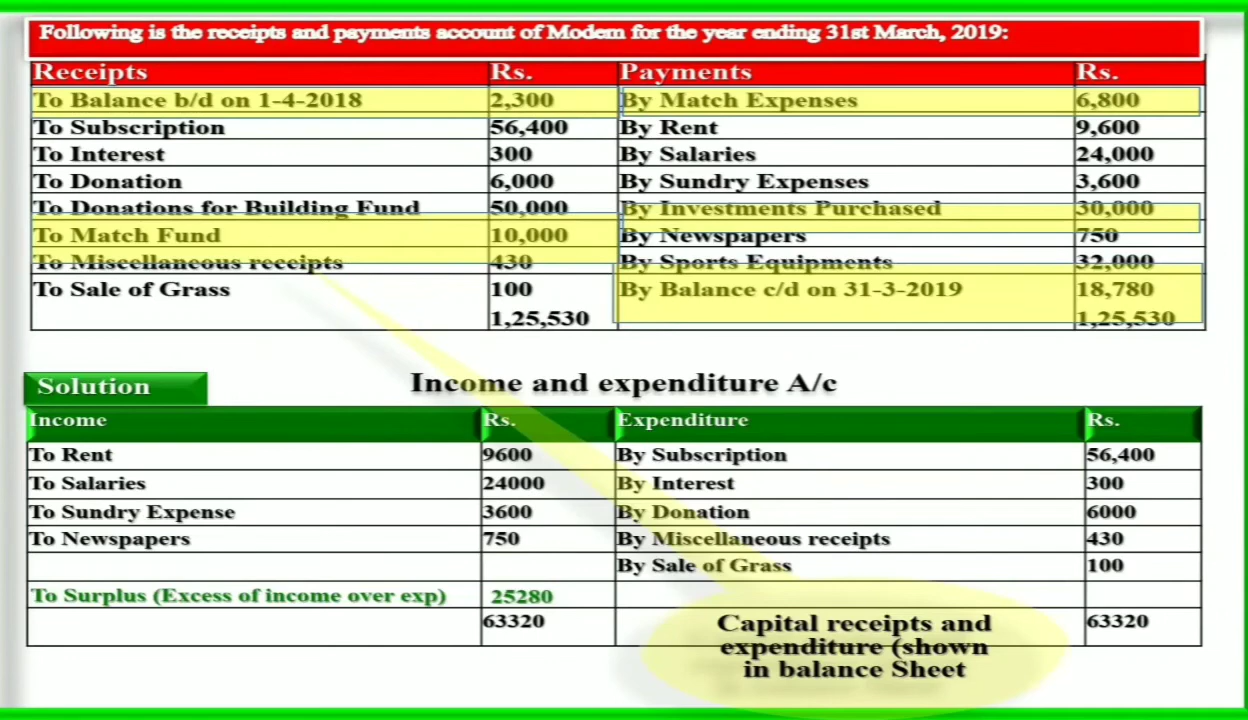 Following is the receipts and payments account of Modern for the year ending 31st March, 2019:
Receipts Rs. Payments Rs.
To Balance b/d on 1-4-2018 2,300 By Match Expenses 6,800
To Subscription 56,400 By Rent 9,600
To Interest 300 By Salaries 24,000
To Donation 6,000 By Sundry Expenses 3,600
To Donations for Building Fund 50,000 By Investments Purchased 30,000
To Match Fund 10,000 By Newspapers 750
To Miscellaneous receipts 430 By Sports Equipments 32,000
To Sale of Grass 100 By Balance c/d on 31-3-2019 18,780
1,25,530 1,25,530
Solution Income and expenditure A/c
Income Rs. Expenditure Rs.
To Rent 9600 By Subscription 56,400
To Salaries 24000 By Interest 300
To Sundry Expense 3600 By Donation 6000
To Newspapers 750 By Miscellaneous receipts 430
By Sale of Grass 100
To Surplus (Excess of income over exp) 25280
63320 63320
Capital receipts and
expenditure (shown
in balance Sheet